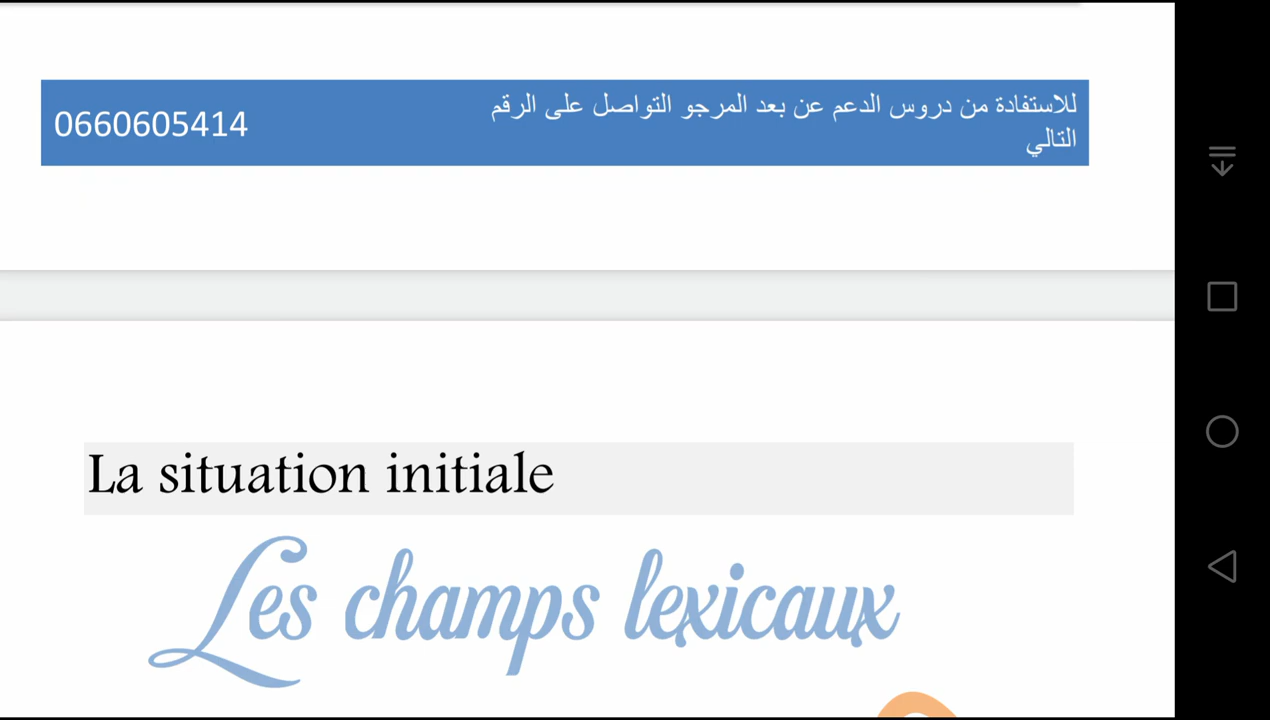 للاستفادة من دروس الدعم عن بعد المرجو التواصل على الرقم
التالي
0660605414
La situation initiale
Les champs lexicaux